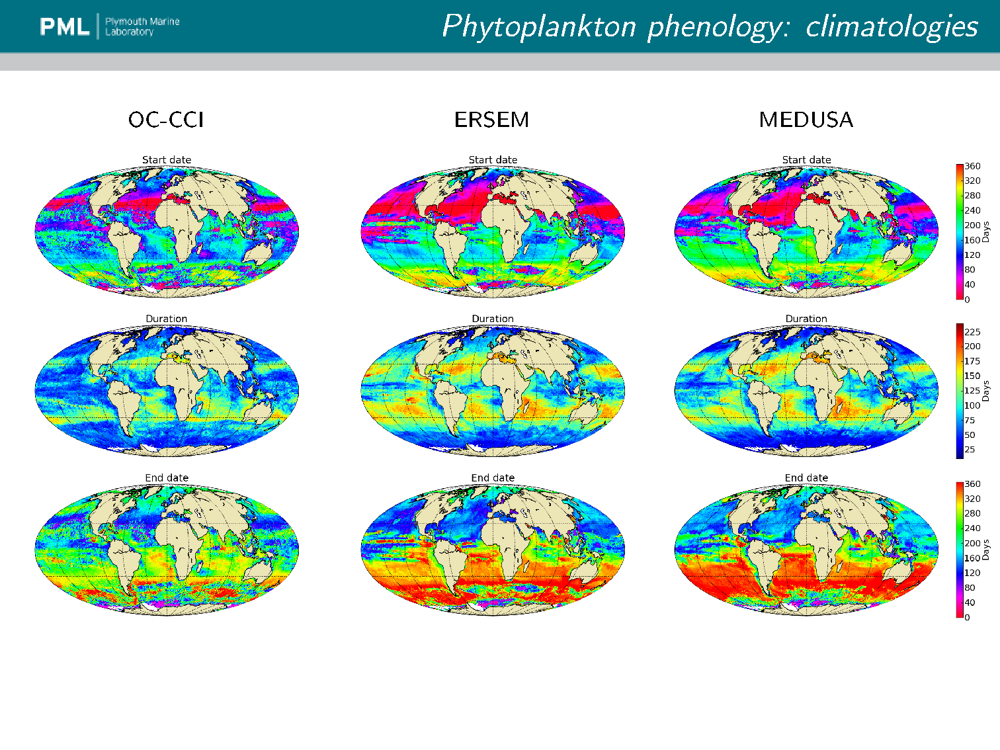 PML Plymouth Marine
Laboratory
Phytoplankton phenology: climatologies
OC-CCI
ERSEM
MEDUSA
Start date
Start date
Start date
360
320
280
240
200
160
120
80
40
0
Days
Duration
Duration
Duration
225
200
175
150
125
100
75
50
25
Days
End date
End date
End date
360
320
280
240
200
160
120
80
40
0
Days